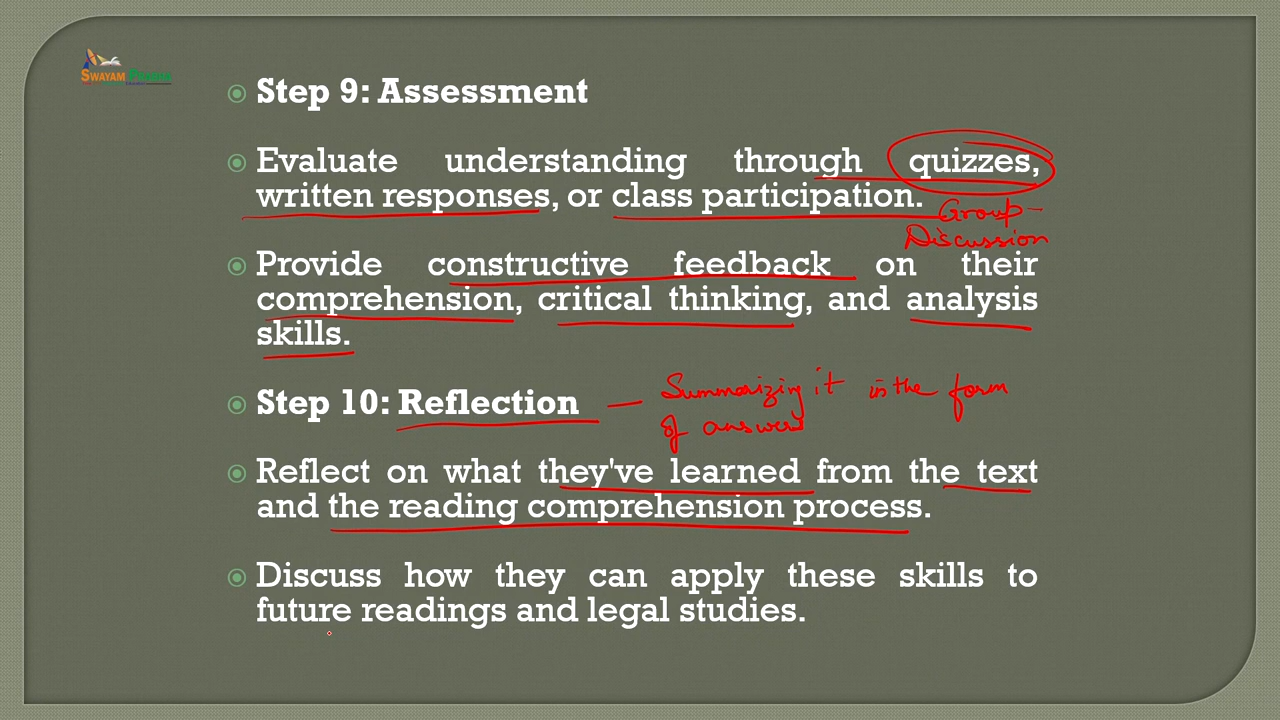 SWAYAM PRABHA
Step 9: Assessment
Evaluate understanding through quizzes,
written responses, or class participation.
Group-
Discussion
Provide constructive feedback on their
comprehension, critical thinking, and analysis
skills.
Step 10: Reflection — Summarizing it in the form
of answers
Reflect on what they've learned from the text
and the reading comprehension process.
Discuss how they can apply these skills to
future readings and legal studies.